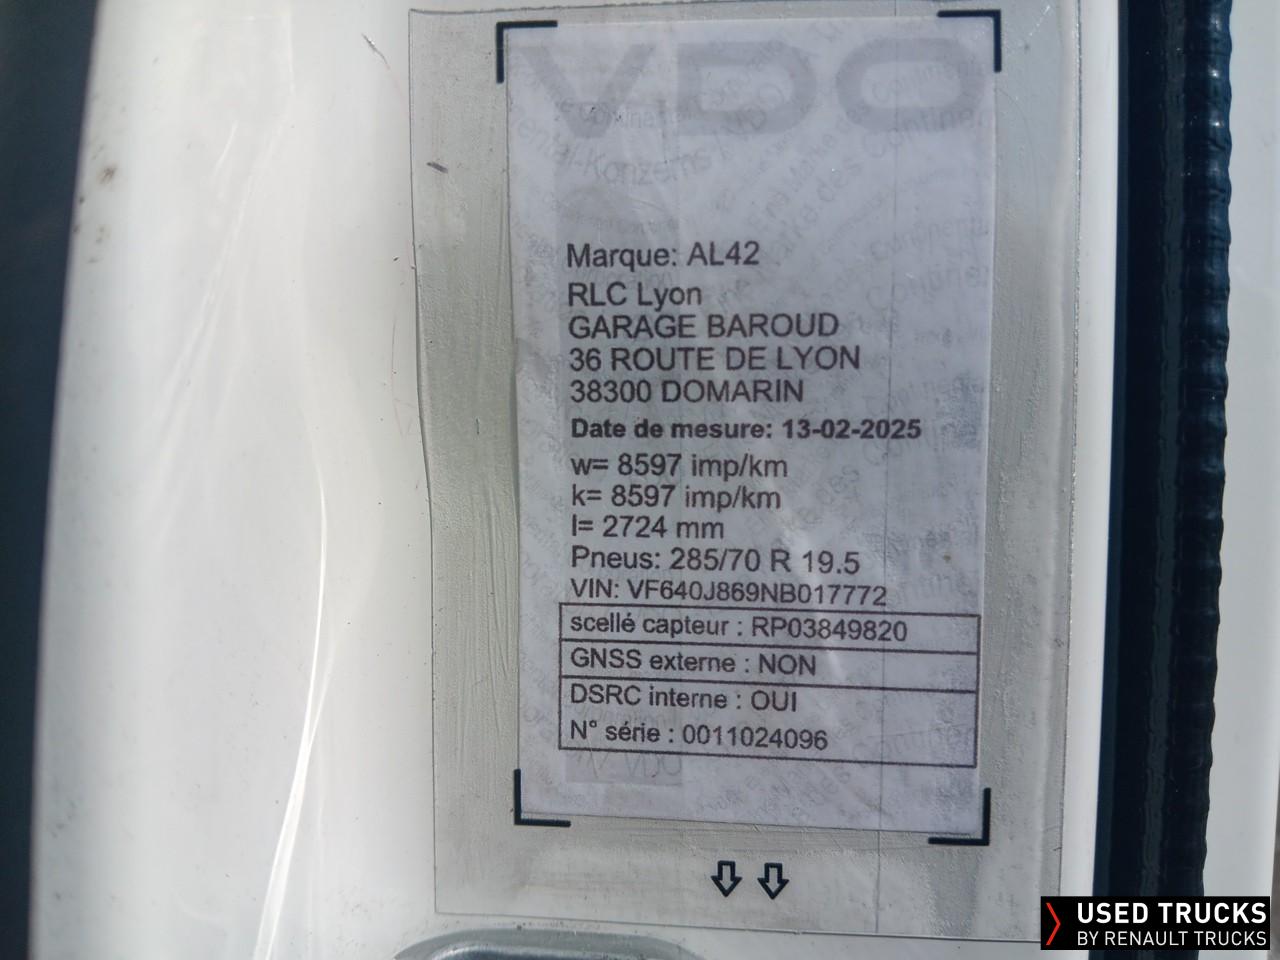 VDO
Marque: AL42
RLC Lyon
GARAGE BAROUD
36 ROUTE DE LYON
38300 DOMARIN
Date de mesure: 13-02-2025
w= 8597 imp/km
k= 8597 imp/km
l= 2724 mm
Pneus: 285/70 R 19.5
VIN: VF640J869NB017772
scellé capteur : RP03849820
GNSS externe : NON
DSRC interne : OUI
N° série : 0011024096
USED TRUCKS
BY RENAULT TRUCKS